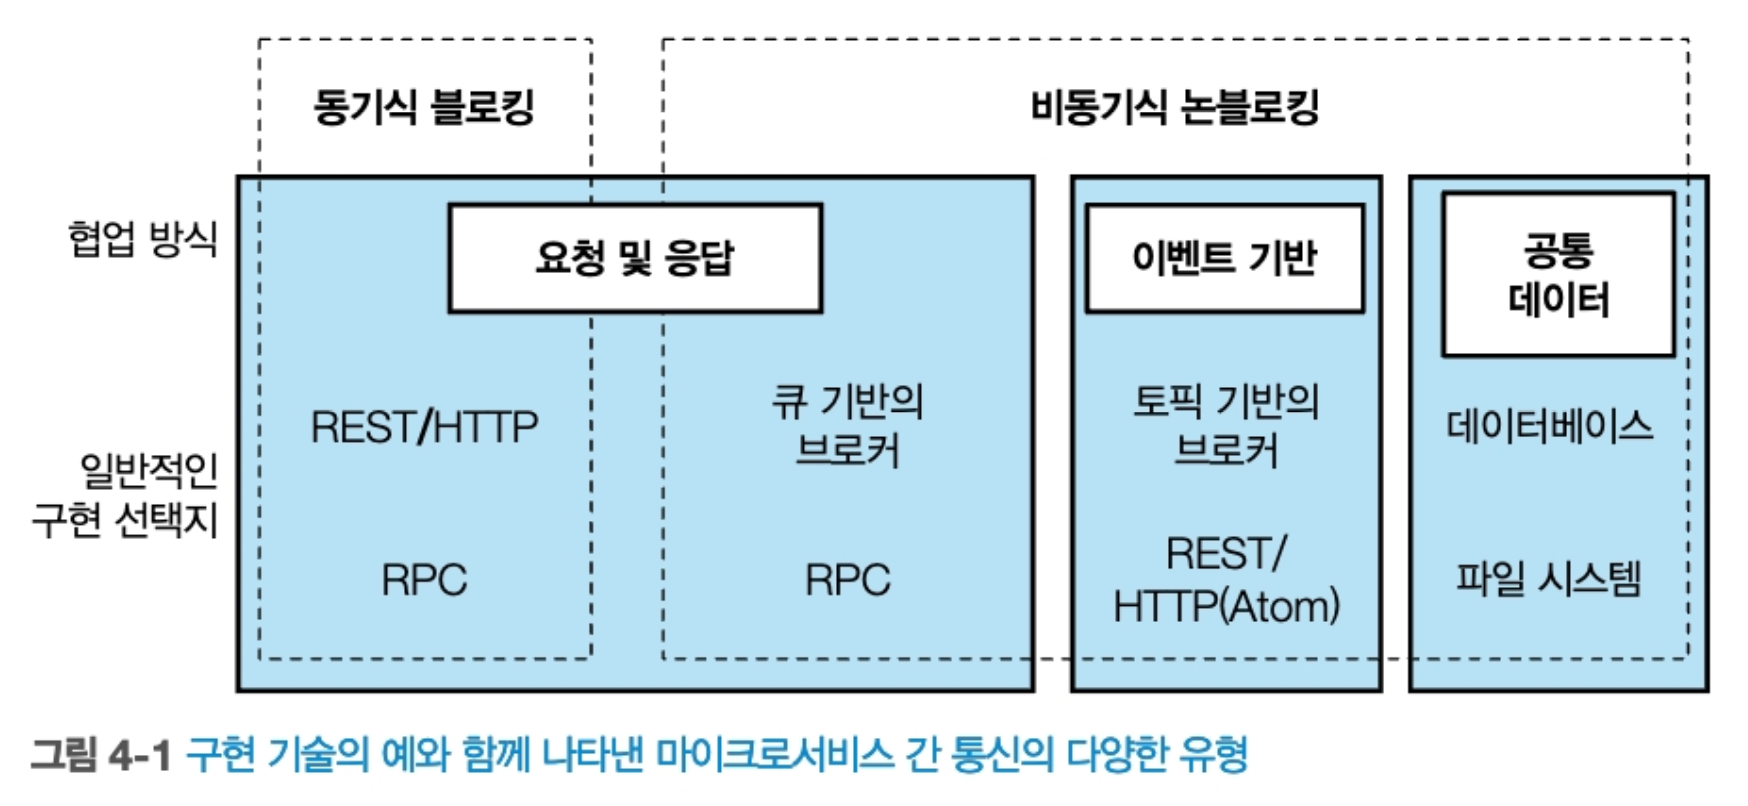 동기식 블로킹
비동기식 논블로킹
협업 방식
요청 및 응답
이벤트 기반
공통
데이터
일반적인
구현 선택지
REST/HTTP
RPC
큐 기반의
브로커
RPC
토픽 기반의
브로커
REST/
HTTP(Atom)
데이터베이스
파일 시스템
그림 4-1 구현 기술의 예와 함께 나타낸 마이크로서비스 간 통신의 다양한 유형